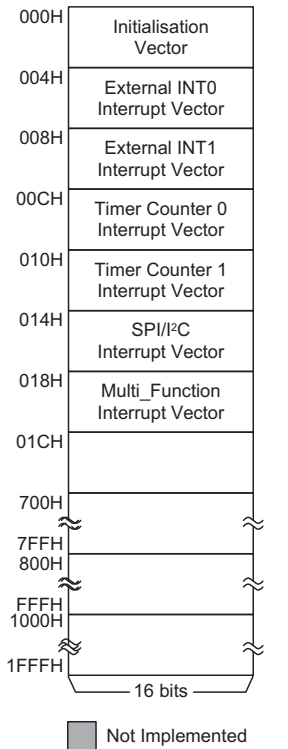 000H
Initialisation
Vector
004H
External INT0
Interrupt Vector
008H
External INT1
Interrupt Vector
00CH
Timer Counter 0
Interrupt Vector
010H
Timer Counter 1
Interrupt Vector
014H
SPI/I²C
Interrupt Vector
018H
Multi_Function
Interrupt Vector
01CH
700H
7FFH
800H
FFFH
1000H
1FFFH
16 bits
Not Implemented